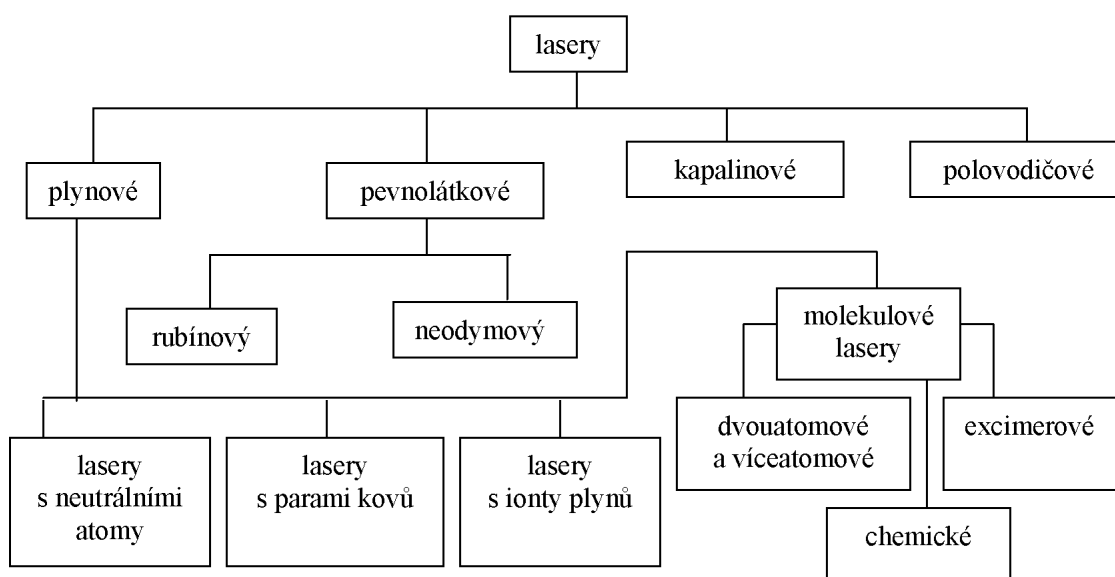 lasery
plynové
pevnolátkové
kapalinové
polovodičové
rubínový
neodymový
molekulové
lasery
lasery
s neutrálními
atomy
lasery
s parami kovů
lasery
s ionty plynů
dvouatomové
a víceatomové
excimerové
chemické